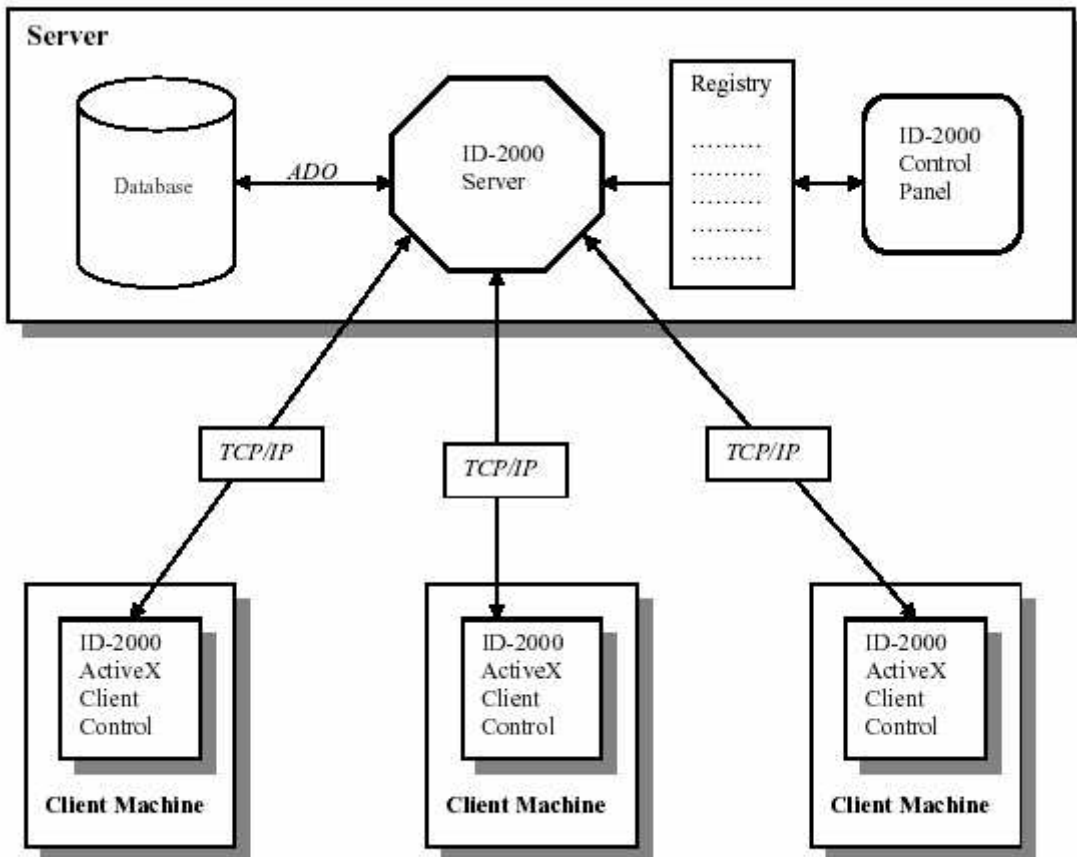 Server
Database
ADO
ID-2000
Server
Registry
...........
...........
...........
...........
...........
ID-2000
Control
Panel
TCP/IP
TCP/IP
TCP/IP
ID-2000
ActiveX
Client
Control
Client Machine
ID-2000
ActiveX
Client
Control
Client Machine
ID-2000
ActiveX
Client
Control
Client Machine